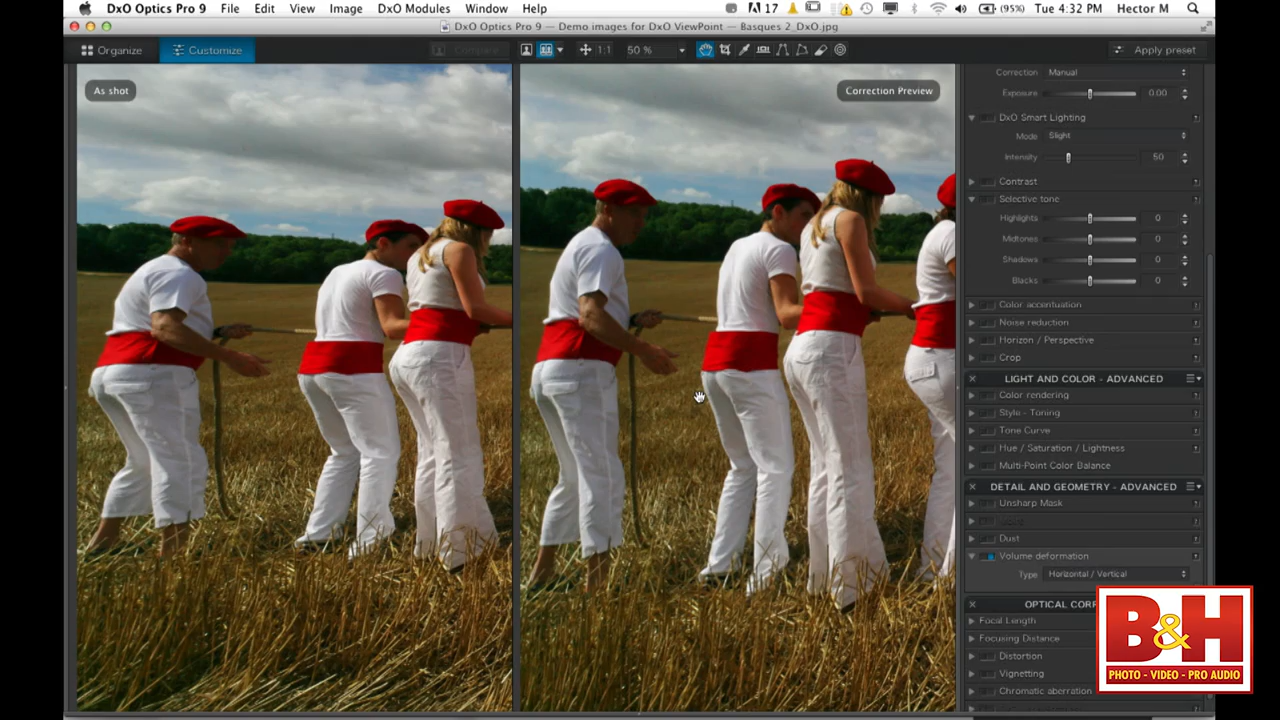 DxO Optics Pro 9 File Edit View Image DxO Modules Window Help 17 (95%) Tue 4:32 PM Hector M
DxO Optics Pro 9 — Demo images for DxO ViewPoint — Basques 2_DxO.jpg
Organize Customize Compare 1:1 50 % Apply preset
As shot
Correction Preview
Correction Manual
Exposure 0.00
DxO Smart Lighting
Mode Slight
Intensity 50
Contrast
Selective tone
Highlights 0
Midtones 0
Shadows 0
Blacks 0
Color accentuation
Noise reduction
Horizon / Perspective
Crop
LIGHT AND COLOR - ADVANCED
Color rendering
Style - Toning
Tone Curve
Hue / Saturation / Lightness
Multi-Point Color Balance
DETAIL AND GEOMETRY - ADVANCED
Unsharp Mask
Dust
Volume deformation
Type Horizontal / Vertical
OPTICAL
Focal Length
Focusing Distance
Distortion
Vignetting
Chromatic aberration
B&H
PHOTO - VIDEO - PRO AUDIO